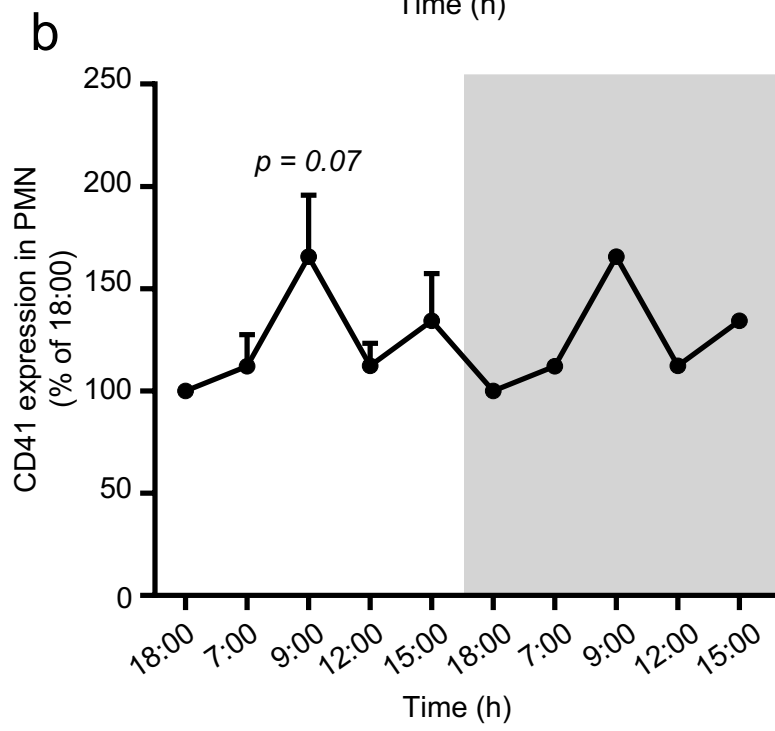 Time (h)
b
CD41 expression in PMN
(% of 18:00)
250
200
150
100
50
0
p = 0.07
18:00 7:00 9:00 12:00 15:00 18:00 7:00 9:00 12:00 15:00
Time (h)